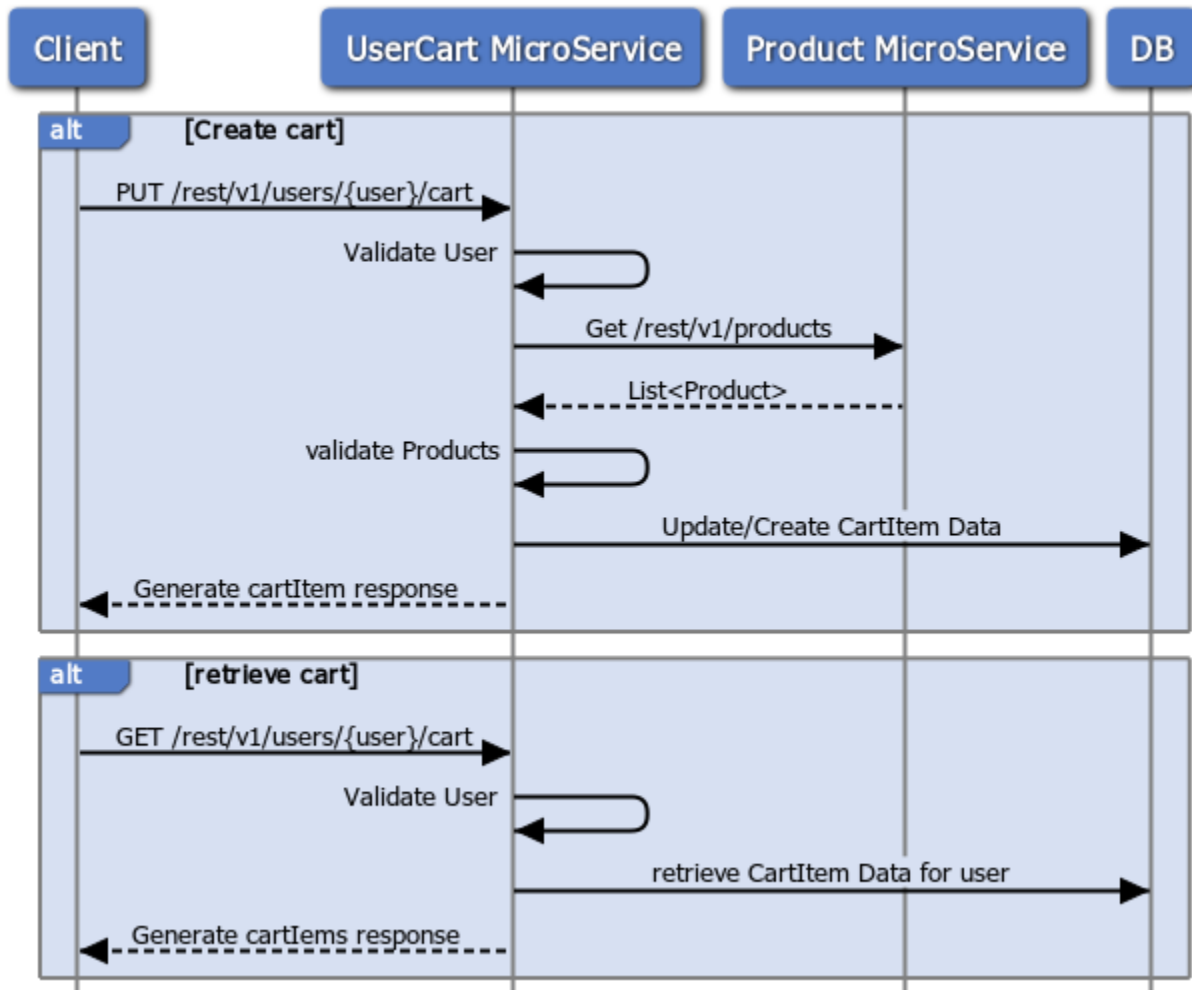 Client
UserCart MicroService
Product MicroService
DB
alt
[Create cart]
PUT /rest/v1/users/{user}/cart
Validate User
Get /rest/v1/products
List<Product>
validate Products
Update/Create CartItem Data
Generate cartItem response
alt
[retrieve cart]
GET /rest/v1/users/{user}/cart
Validate User
retrieve CartItem Data for user
Generate cartIems response